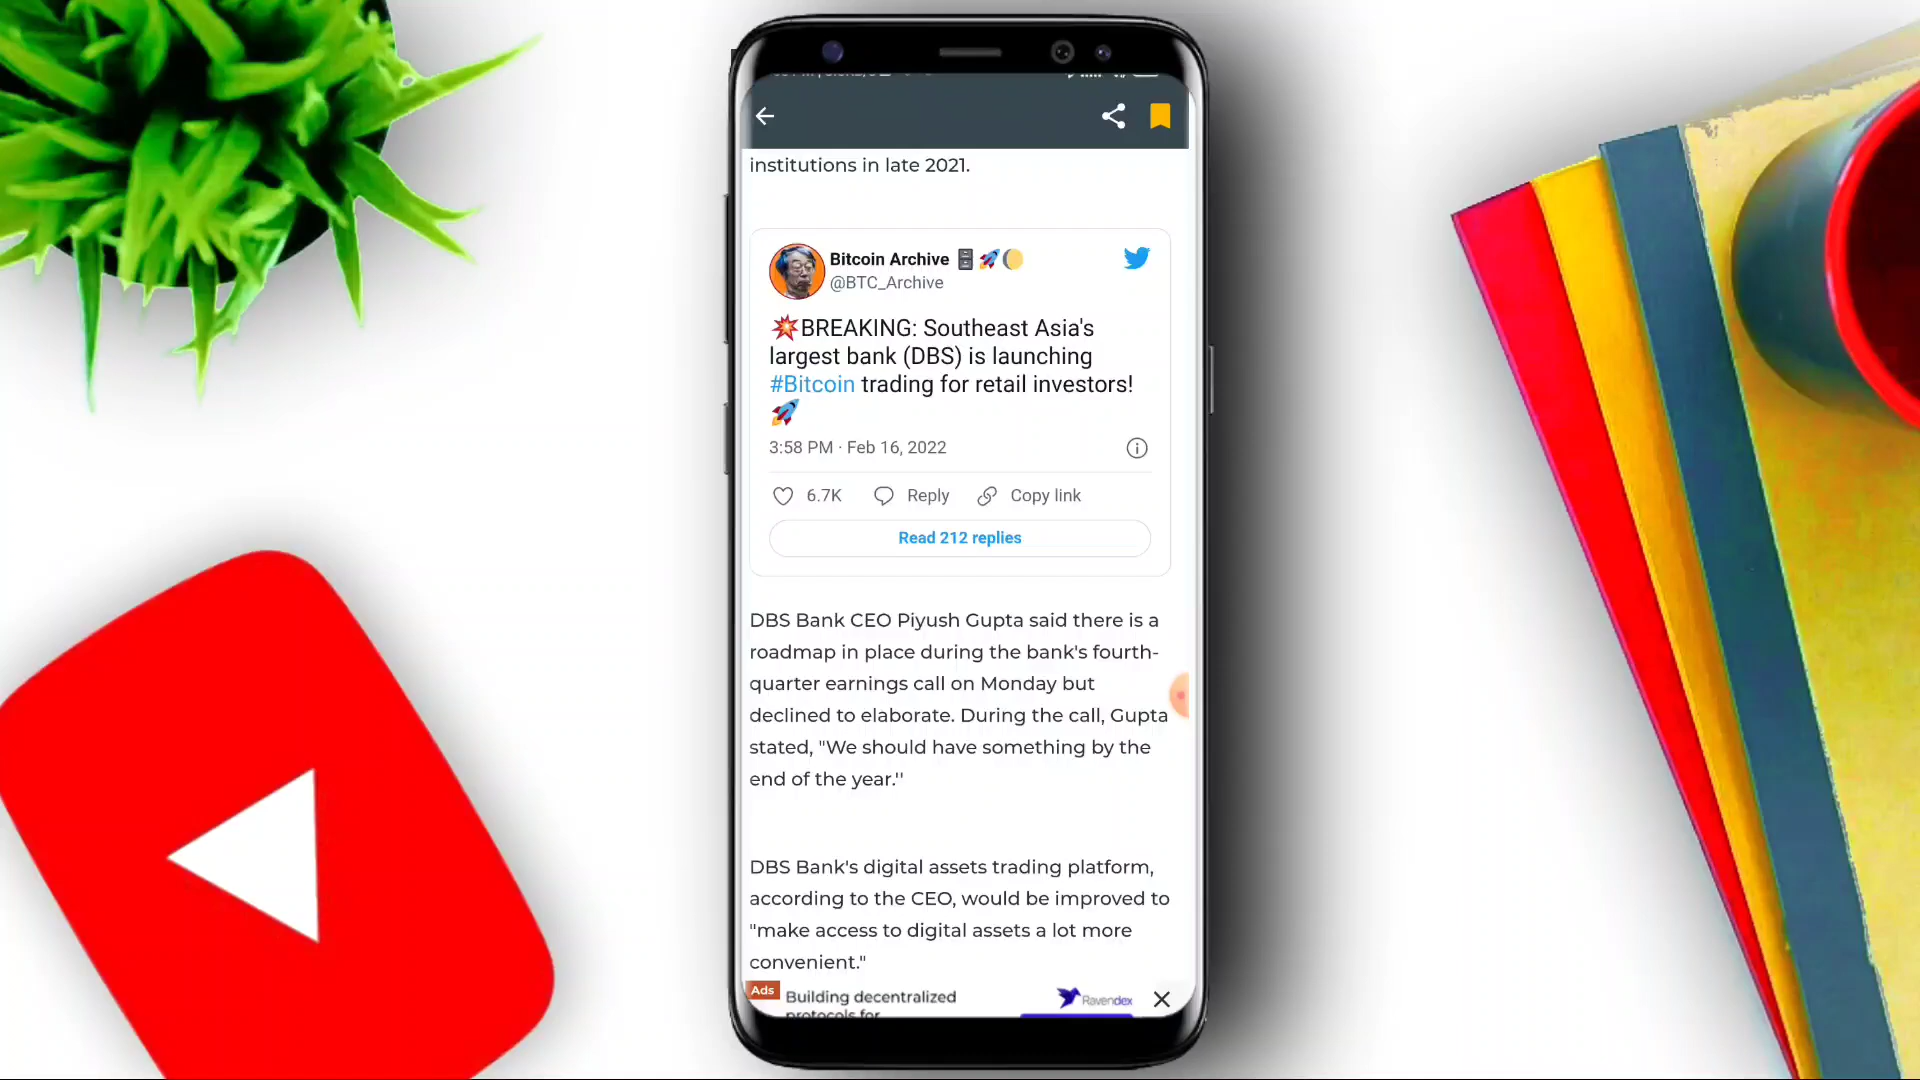 institutions in late 2021.
Bitcoin Archive
@BTC_Archive
BREAKING: Southeast Asia's
largest bank (DBS) is launching
#Bitcoin trading for retail investors!
3:58 PM · Feb 16, 2022
6.7K Reply Copy link
Read 212 replies
DBS Bank CEO Piyush Gupta said there is a
roadmap in place during the bank's fourth-
quarter earnings call on Monday but
declined to elaborate. During the call, Gupta
stated, "We should have something by the
end of the year.''
DBS Bank's digital assets trading platform,
according to the CEO, would be improved to
"make access to digital assets a lot more
convenient."
Ads
Building decentralized
protocols for
Ravendex